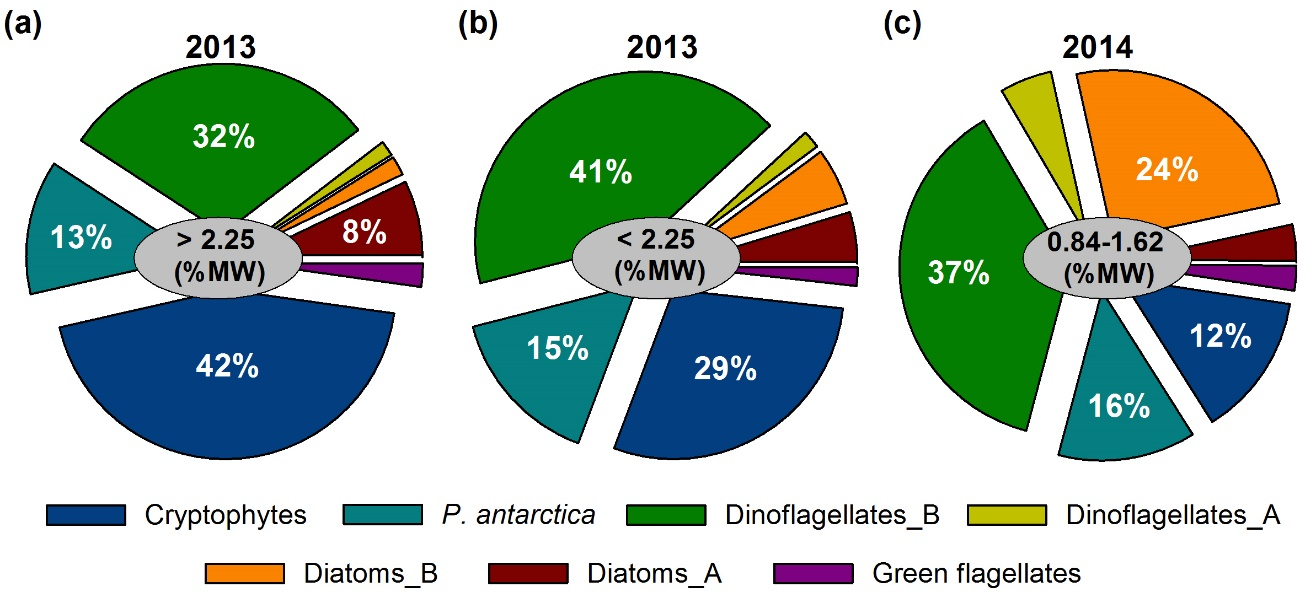 (a)
2013
32%
13%
8%
> 2.25
(%MW)
42%
(b)
2013
41%
< 2.25
(%MW)
15%
29%
(c)
2014
24%
37%
0.84-1.62
(%MW)
12%
16%
Cryptophytes
P. antarctica
Dinoflagellates_B
Dinoflagellates_A
Diatoms_B
Diatoms_A
Green flagellates